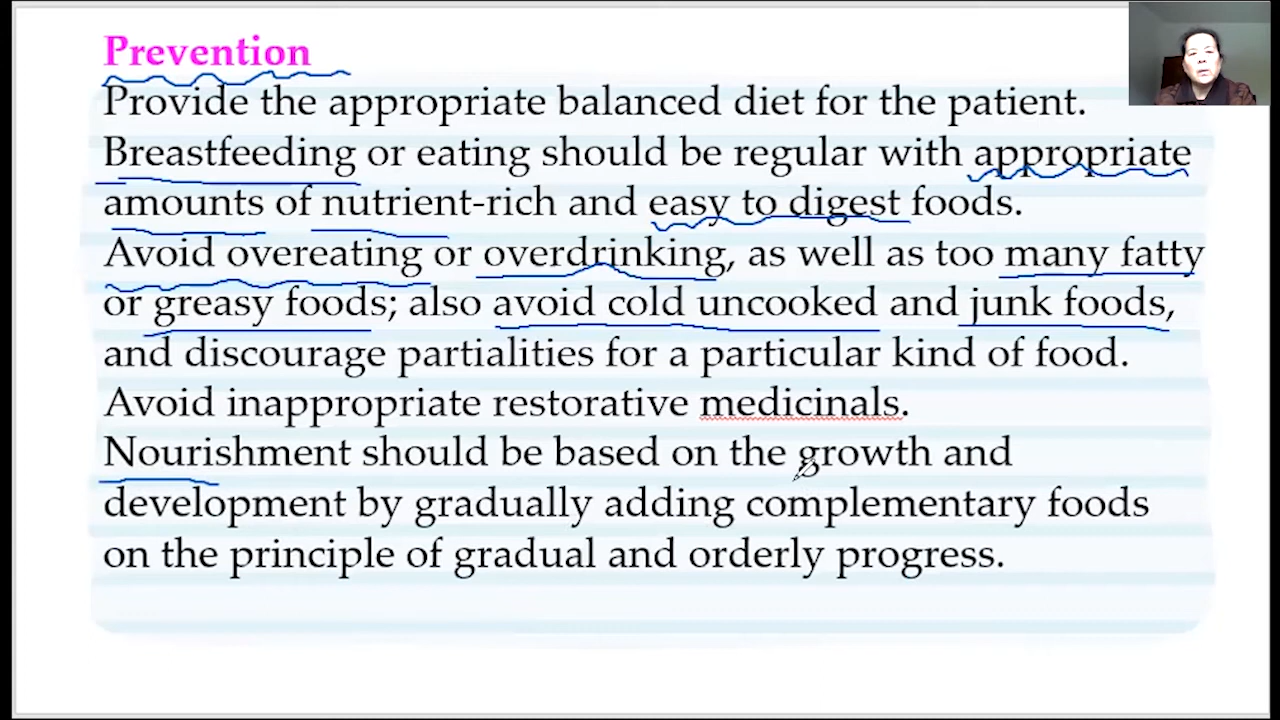 Prevention
Provide the appropriate balanced diet for the patient.
Breastfeeding or eating should be regular with appropriate
amounts of nutrient-rich and easy to digest foods.
Avoid overeating or overdrinking, as well as too many fatty
or greasy foods; also avoid cold uncooked and junk foods,
and discourage partialities for a particular kind of food.
Avoid inappropriate restorative medicinals.
Nourishment should be based on the growth and
development by gradually adding complementary foods
on the principle of gradual and orderly progress.